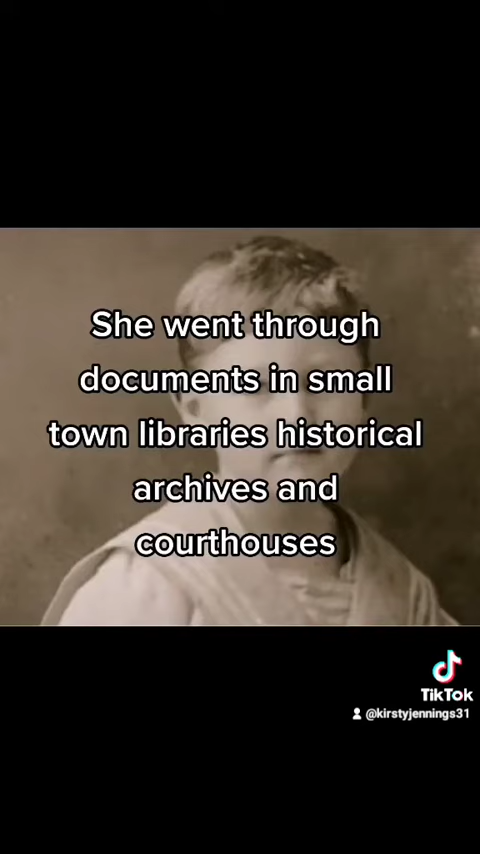 She went through
documents in small
town libraries historical
archives and
courthouses
TikTok
@kirstyjennings31